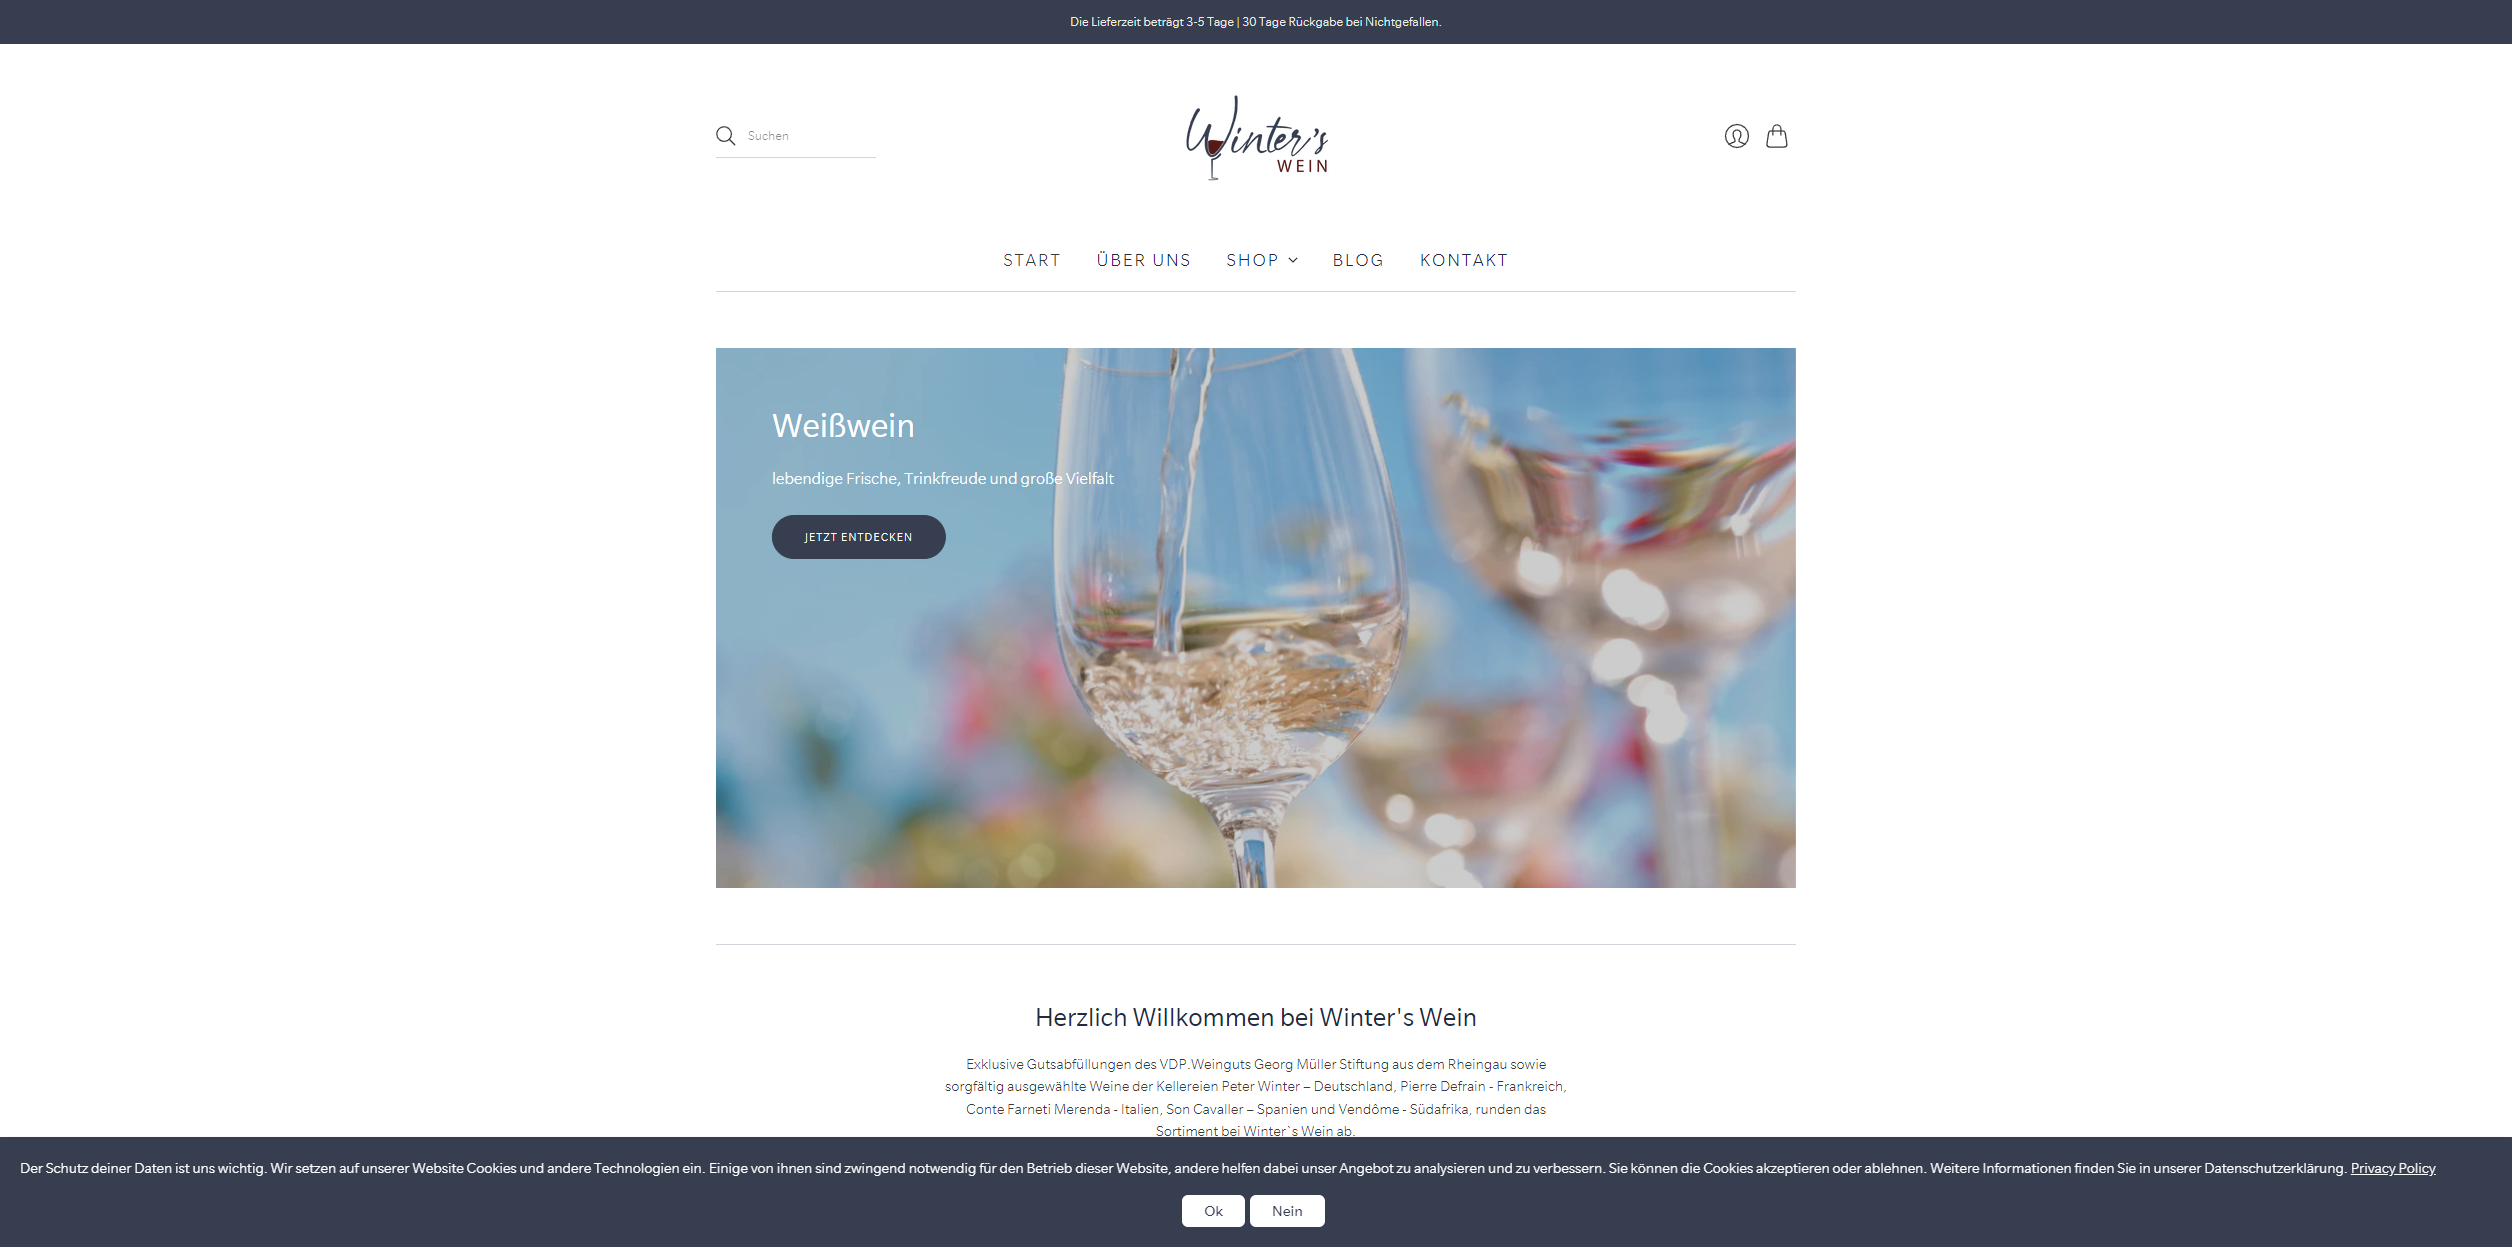 Die Lieferzeit beträgt 3-5 Tage | 30 Tage Rückgabe bei Nichtgefallen.
Suchen
Winter's
WEIN
START ÜBER UNS SHOP BLOG KONTAKT
Weißwein
lebendige Frische, Trinkfreude und große Vielfalt
JETZT ENTDECKEN
Herzlich Willkommen bei Winter's Wein
Exklusive Gutsabfüllungen des VDP.Weinguts Georg Müller Stiftung aus dem Rheingau sowie
sorgfältig ausgewählte Weine der Kellereien Peter Winter – Deutschland, Pierre Defrain - Frankreich,
Conte Farneti Merenda - Italien, Son Cavaller – Spanien und Vendôme - Südafrika, runden das
Sortiment bei Winter`s Wein ab.
Der Schutz deiner Daten ist uns wichtig. Wir setzen auf unserer Website Cookies und andere Technologien ein. Einige von ihnen sind zwingend notwendig für den Betrieb dieser Website, andere helfen dabei unser Angebot zu analysieren und zu verbessern. Sie können die Cookies akzeptieren oder ablehnen. Weitere Informationen finden Sie in unserer Datenschutzerklärung. Privacy Policy
Ok Nein